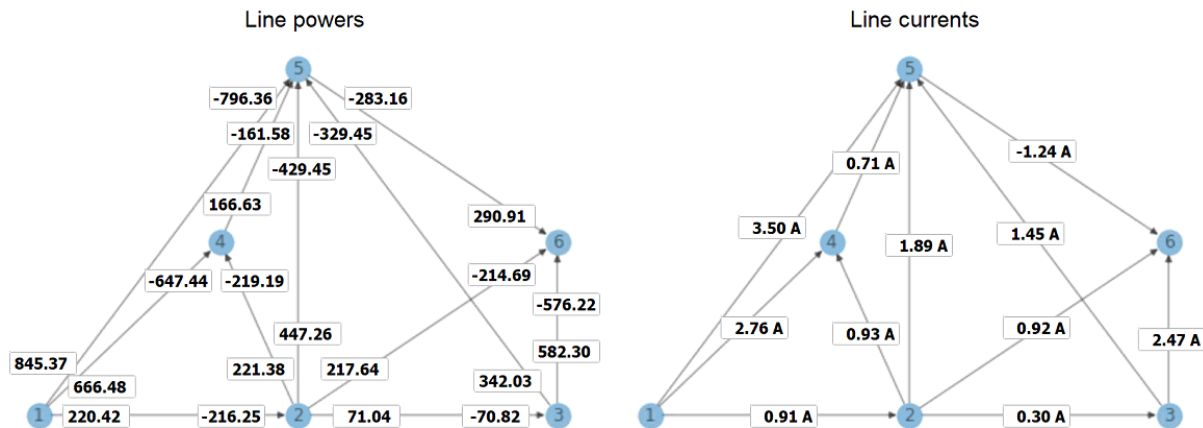 Line powers
Line currents
5
-796.36
-283.16
-161.58
-329.45
-429.45
166.63
290.91
4
6
-647.44
-219.19
-214.69
-576.22
447.26
582.30
845.37
221.38
217.64
342.03
666.48
1
220.42
-216.25
2
71.04
-70.82
3
5
0.71 A
-1.24 A
3.50 A
1.89 A
1.45 A
4
6
2.76 A
0.93 A
0.92 A
2.47 A
1
0.91 A
2
0.30 A
3